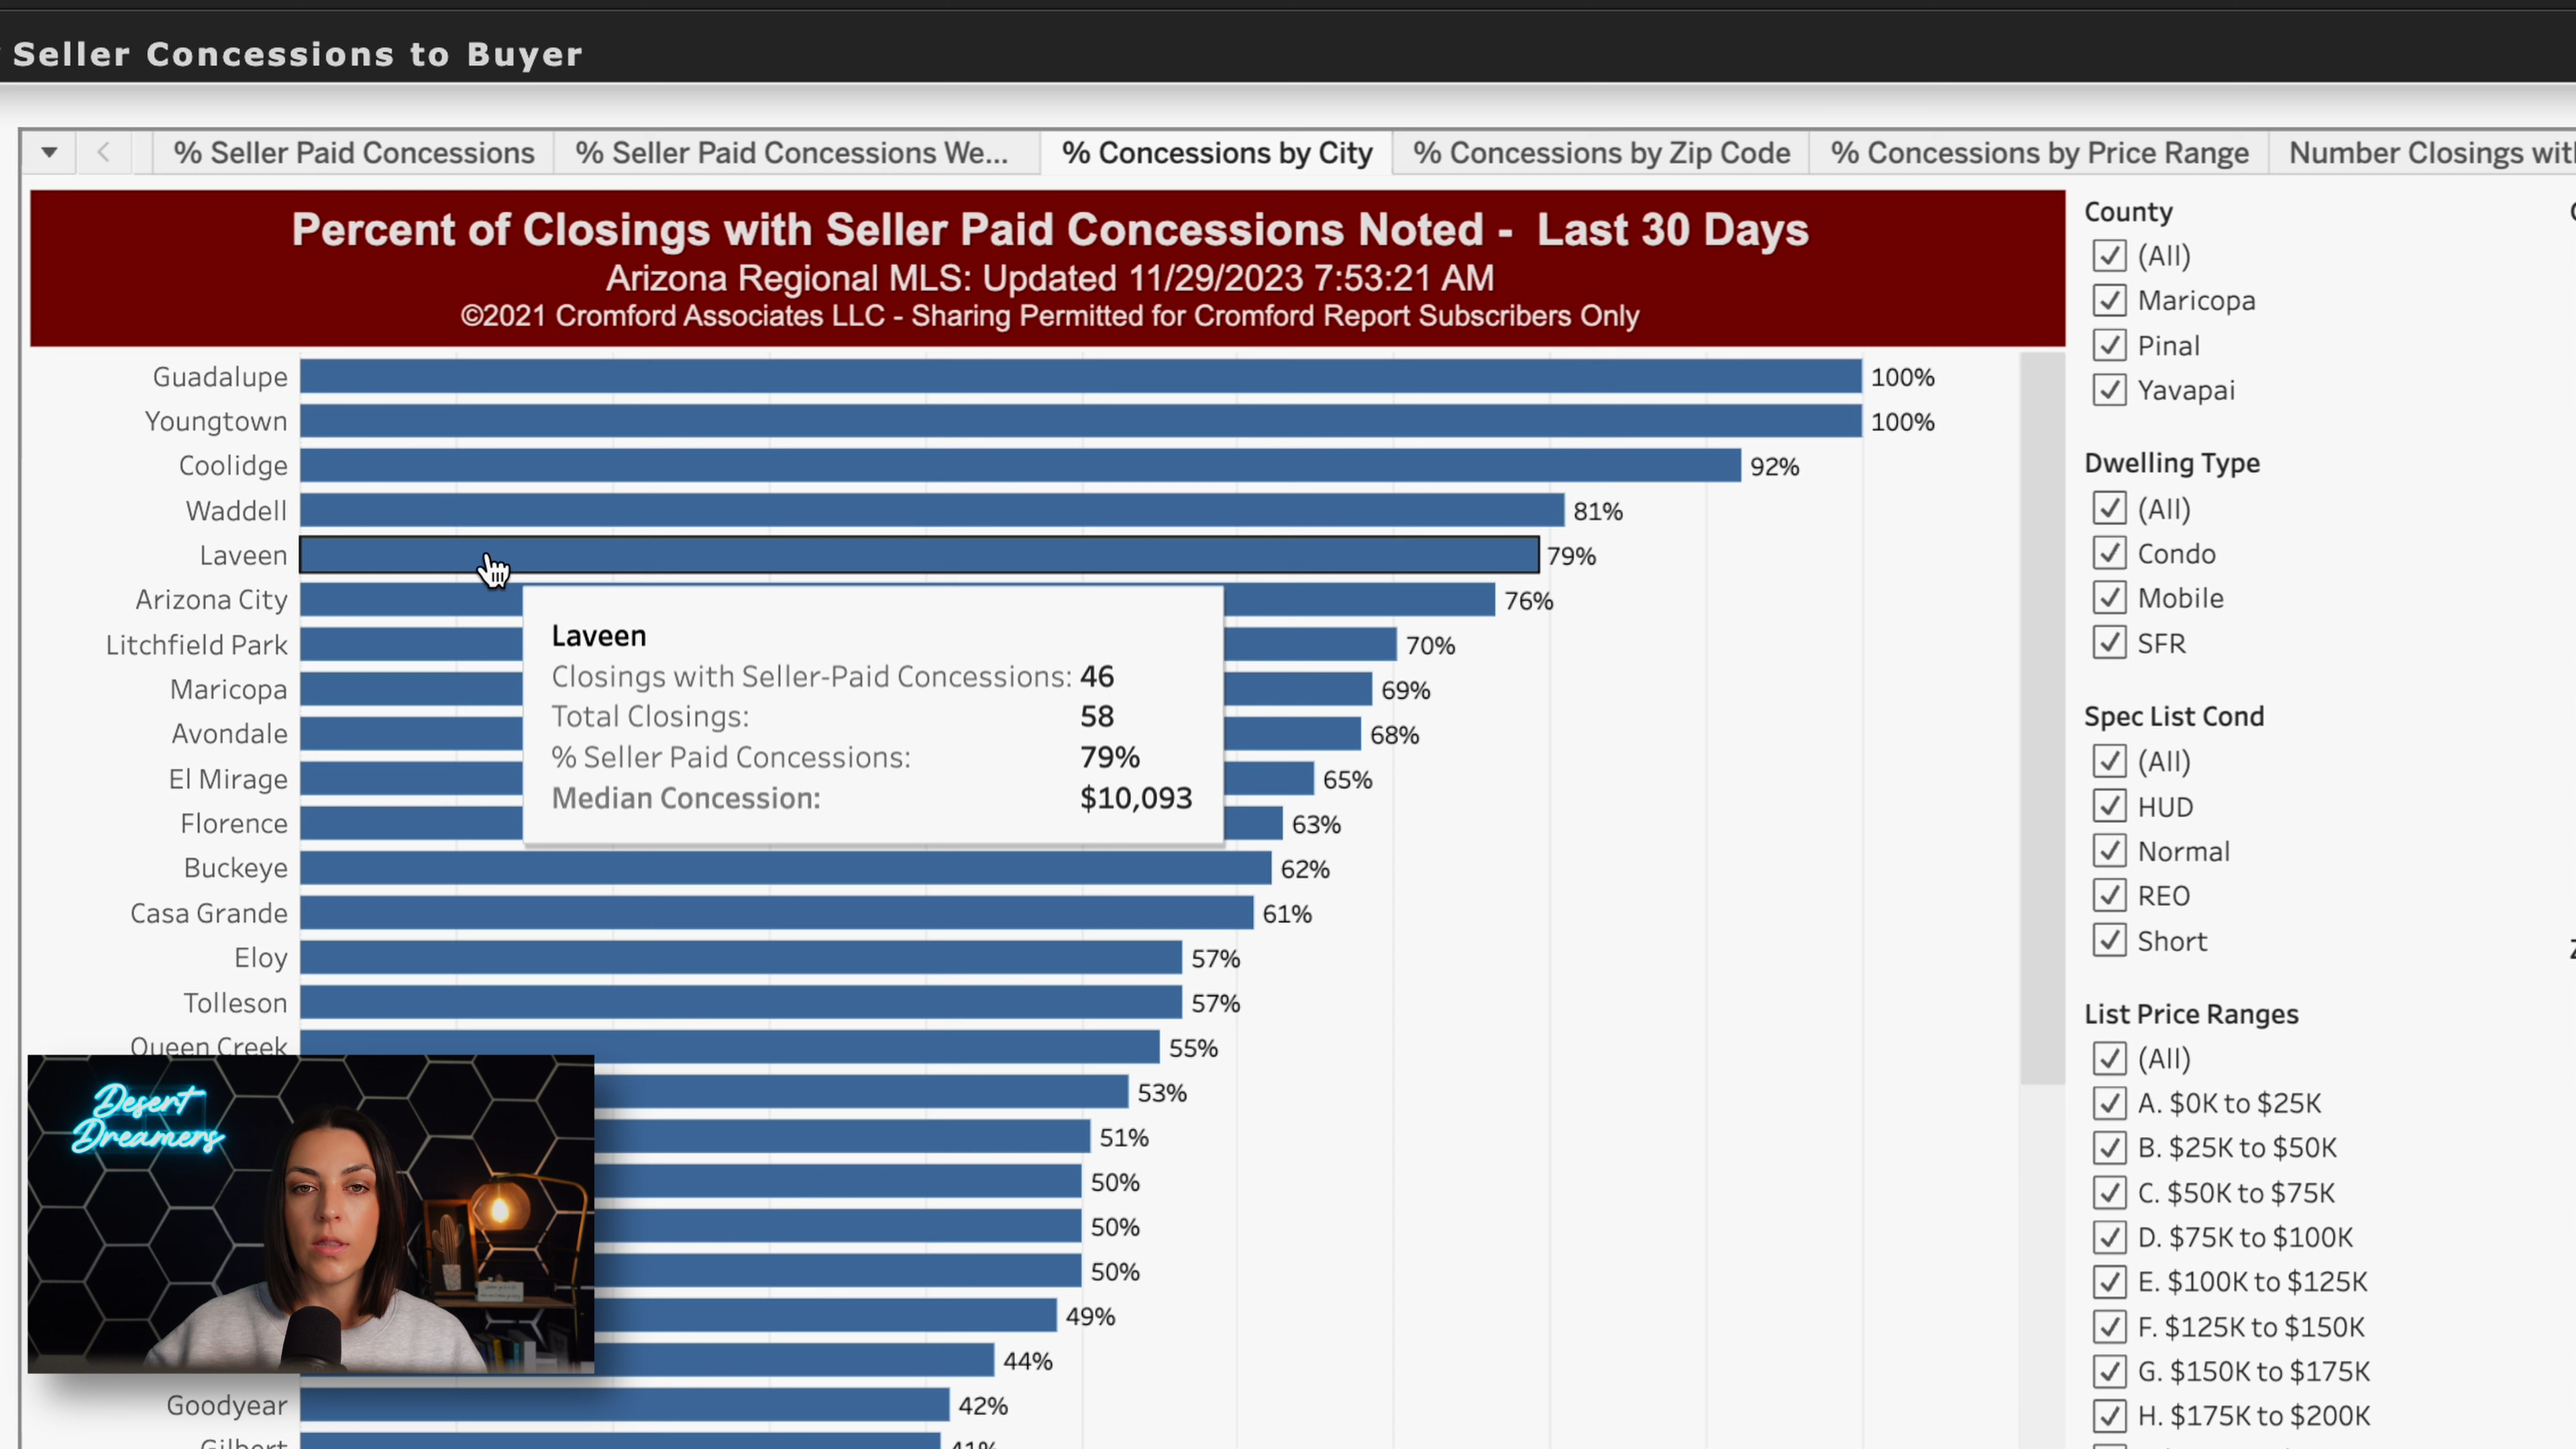 Seller Concessions to Buyer
% Seller Paid Concessions
% Seller Paid Concessions We...
% Concessions by City
% Concessions by Zip Code
% Concessions by Price Range
Number Closings
Percent of Closings with Seller Paid Concessions Noted - Last 30 Days
Arizona Regional MLS: Updated 11/29/2023 7:53:21 AM
©2021 Cromford Associates LLC - Sharing Permitted for Cromford Report Subscribers Only
Guadalupe 100%
Youngtown 100%
Coolidge 92%
Waddell 81%
Laveen 79%
Arizona City 76%
Litchfield Park 70%
Maricopa 69%
Avondale 68%
El Mirage 65%
Florence 63%
Buckeye 62%
Casa Grande 61%
Eloy 57%
Tolleson 57%
Queen Creek 55%
53%
51%
50%
50%
50%
49%
44%
Goodyear 42%
Gilbert 41%
Laveen
Closings with Seller-Paid Concessions: 46
Total Closings: 58
% Seller Paid Concessions: 79%
Median Concession: $10,093
Desert
Dreamers
County
(All)
Maricopa
Pinal
Yavapai
Dwelling Type
(All)
Condo
Mobile
SFR
Spec List Cond
(All)
HUD
Normal
REO
Short
List Price Ranges
(All)
A. $0K to $25K
B. $25K to $50K
C. $50K to $75K
D. $75K to $100K
E. $100K to $125K
F. $125K to $150K
G. $150K to $175K
H. $175K to $200K